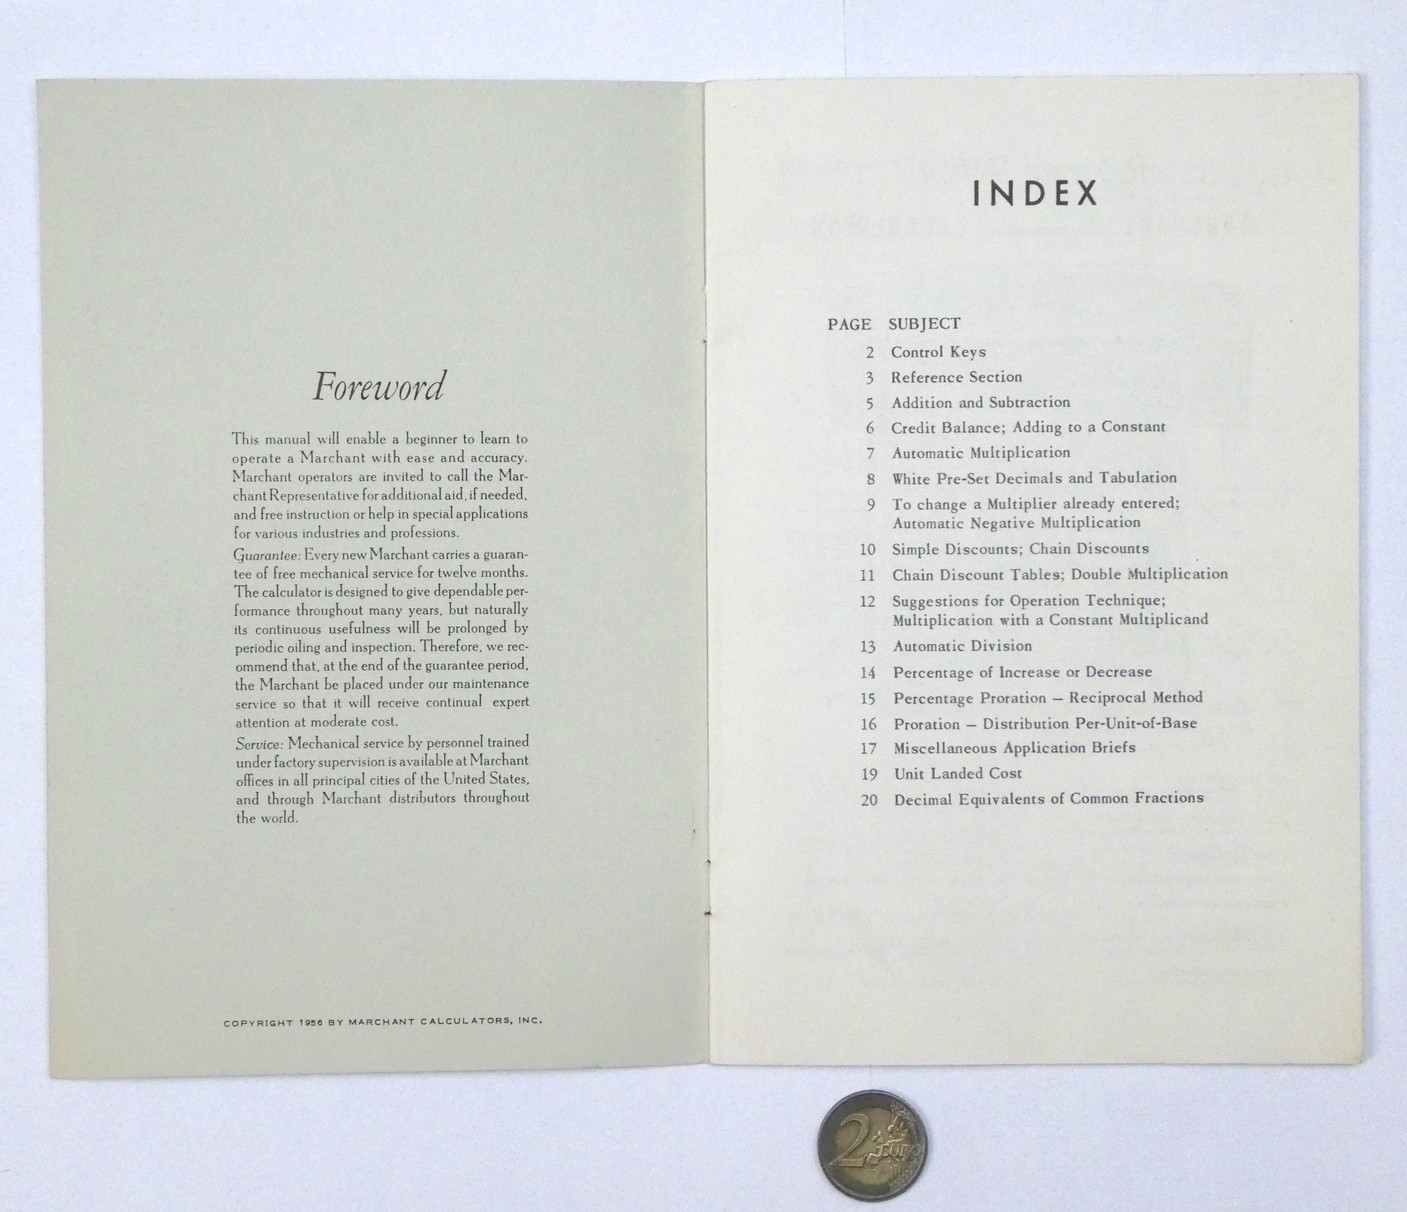 Foreword
This manual will enable a beginner to learn to
operate a Marchant with ease and accuracy.
Marchant operators are invited to call the Mar-
chant Representative for additional aid, if needed,
and free instruction or help in special applications
for various industries and professions.
Guarantee: Every new Marchant carries a guaran-
tee of free mechanical service for twelve months.
The calculator is designed to give dependable per-
formance throughout many years, but naturally
its continuous usefulness will be prolonged by
periodic oiling and inspection. Therefore, we rec-
ommend that, at the end of the guarantee period,
the Marchant be placed under our maintenance
service so that it will receive continual expert
attention at moderate cost.
Service: Mechanical service by personnel trained
under factory supervision is available at Marchant
offices in all principal cities of the United States,
and through Marchant distributors throughout
the world.
COPYRIGHT 1956 BY MARCHANT CALCULATORS, INC.
INDEX
PAGE SUBJECT
2 Control Keys
3 Reference Section
5 Addition and Subtraction
6 Credit Balance; Adding to a Constant
7 Automatic Multiplication
8 White Pre-Set Decimals and Tabulation
9 To change a Multiplier already entered;
Automatic Negative Multiplication
10 Simple Discounts; Chain Discounts
11 Chain Discount Tables; Double Multiplication
12 Suggestions for Operation Technique;
Multiplication with a Constant Multiplicand
13 Automatic Division
14 Percentage of Increase or Decrease
15 Percentage Proration — Reciprocal Method
16 Proration — Distribution Per-Unit-of-Base
17 Miscellaneous Application Briefs
19 Unit Landed Cost
20 Decimal Equivalents of Common Fractions
2 EURO